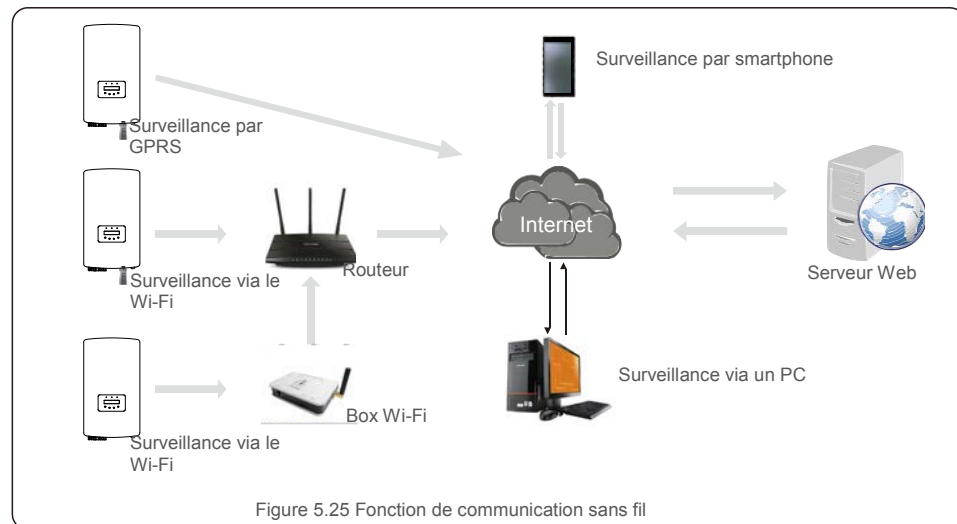 Surveillance par smartphone
Surveillance par
GPRS
Internet
Surveillance via le
Wi-Fi
Routeur
Serveur Web
Surveillance via un PC
Box Wi-Fi
Surveillance via le
Wi-Fi
Figure 5.25 Fonction de communication sans fil